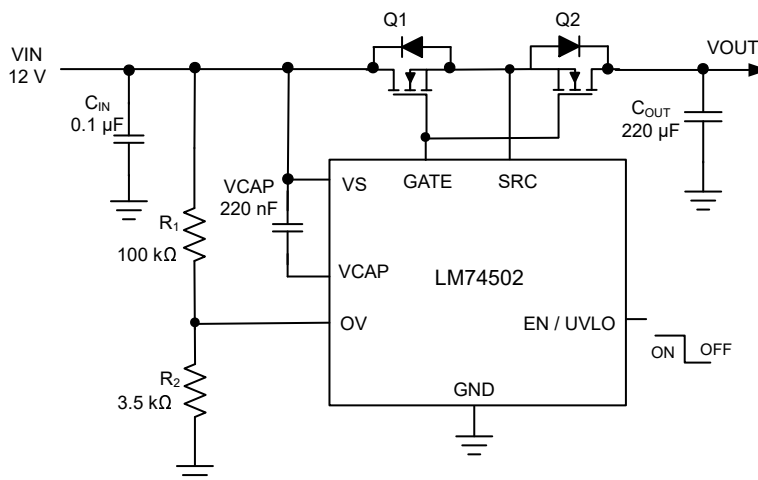 Q1
Q2
VIN
12 V
VOUT
CIN
0.1 µF
COUT
220 µF
VCAP
220 nF
VS
GATE
SRC
R1
100 kΩ
VCAP
LM74502
OV
EN / UVLO
ON
OFF
R2
3.5 kΩ
GND